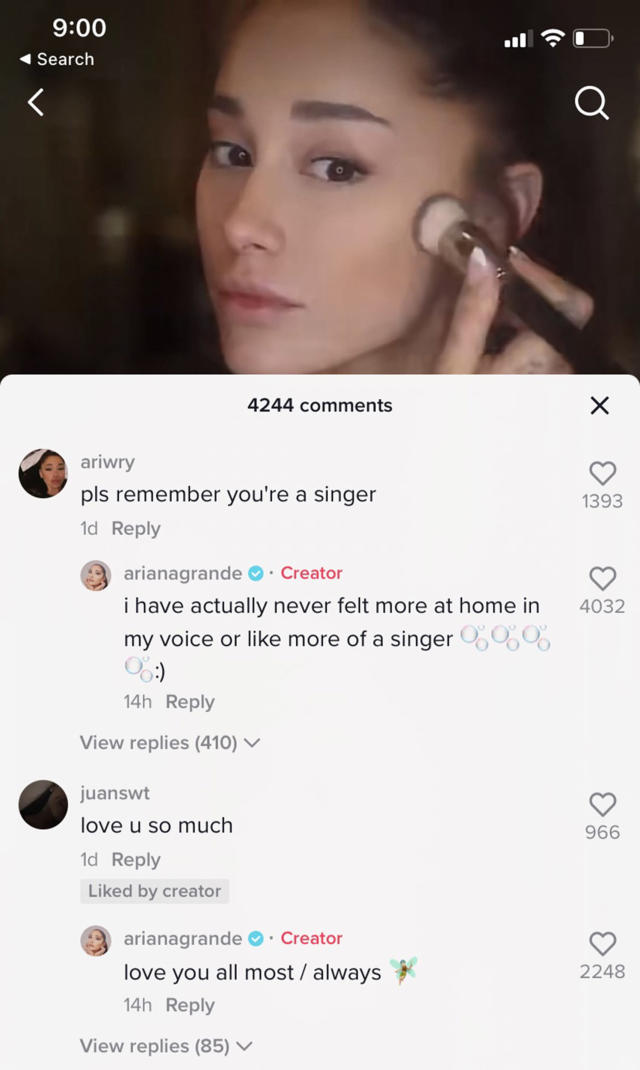 9:00
◀ Search
4244 comments
ariwry
pls remember you're a singer
1393
1d Reply
arianagrande · Creator
i have actually never felt more at home in
4032
my voice or like more of a singer 🫧🫧🫧
🫧:)
14h Reply
View replies (410)
juanswt
love u so much
966
1d Reply
Liked by creator
arianagrande · Creator
love you all most / always 🧚
2248
14h Reply
View replies (85)